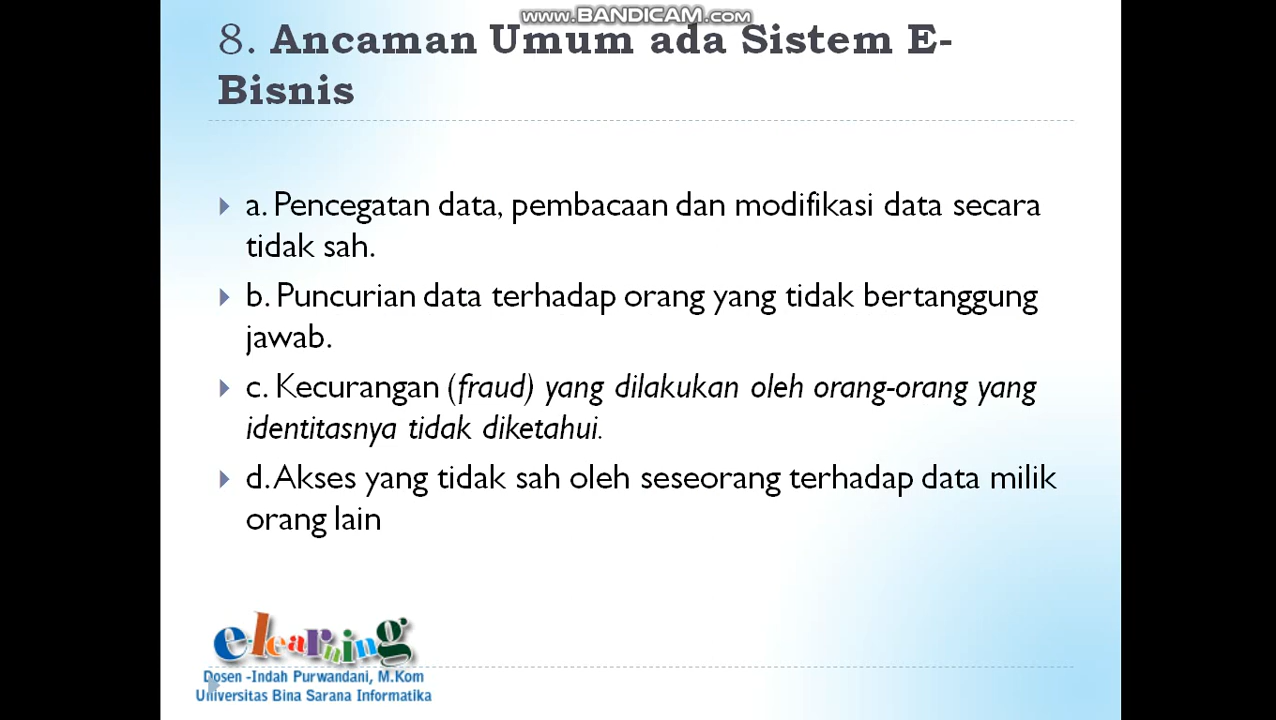 www.BANDICAM.com
8. Ancaman Umum ada Sistem E-
Bisnis
a. Pencegatan data, pembacaan dan modifikasi data secara
tidak sah.
b. Puncurian data terhadap orang yang tidak bertanggung
jawab.
c. Kecurangan (fraud) yang dilakukan oleh orang-orang yang
identitasnya tidak diketahui.
d. Akses yang tidak sah oleh seseorang terhadap data milik
orang lain
e-learning
Dosen -Indah Purwandani, M.Kom
Universitas Bina Sarana Informatika